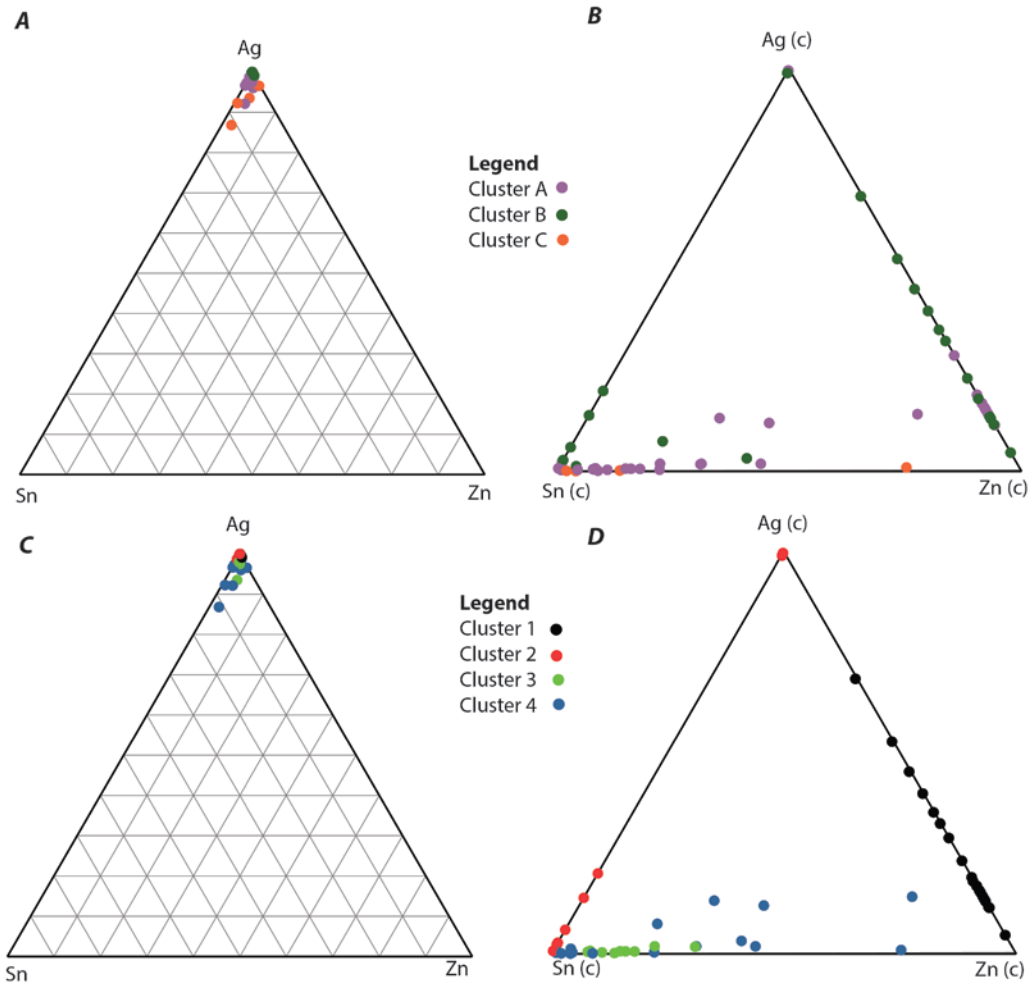 A
B
Ag
Ag (c)
Legend
Cluster A
Cluster B
Cluster C
Sn
Zn
Sn (c)
Zn (c)
C
D
Ag
Ag (c)
Legend
Cluster 1
Cluster 2
Cluster 3
Cluster 4
Sn
Zn
Sn (c)
Zn (c)